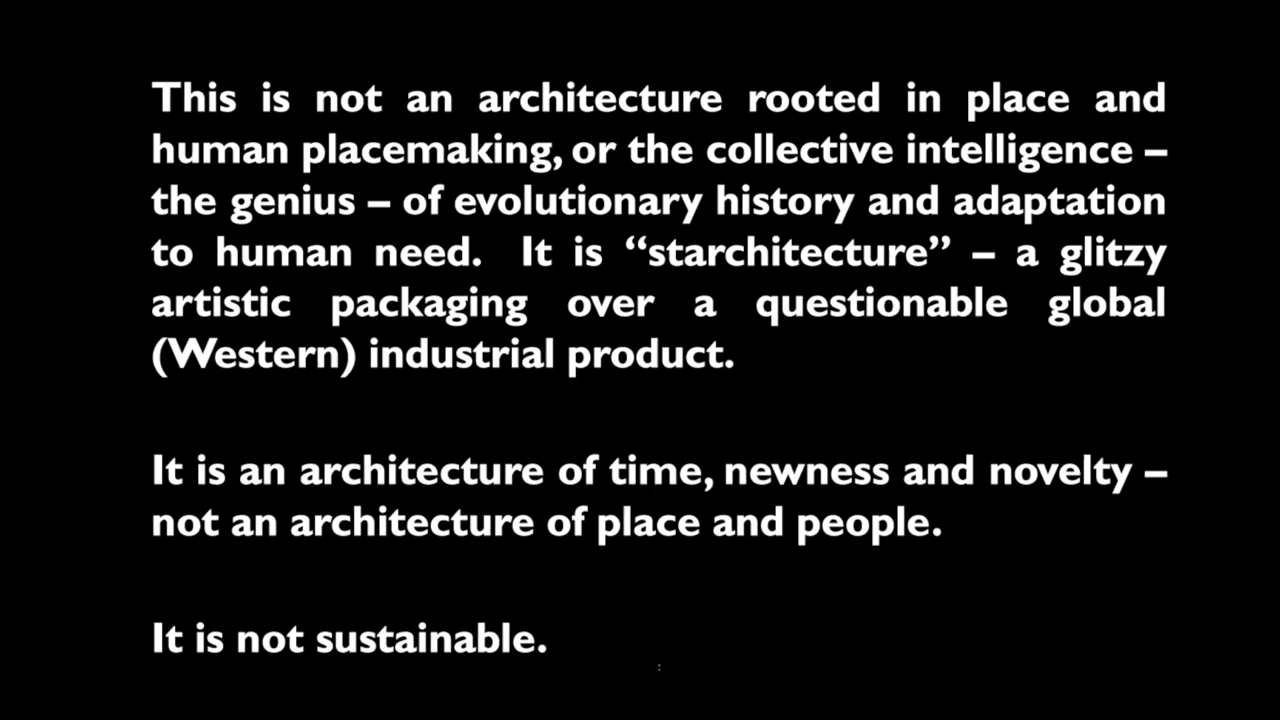 This is not an architecture rooted in place and
human placemaking, or the collective intelligence –
the genius – of evolutionary history and adaptation
to human need. It is “starchitecture” – a glitzy
artistic packaging over a questionable global
(Western) industrial product.
It is an architecture of time, newness and novelty –
not an architecture of place and people.
It is not sustainable.